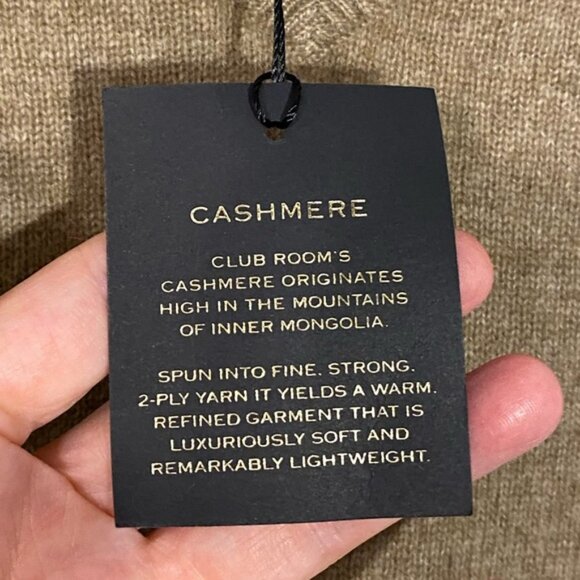 CASHMERE
CLUB ROOM'S
CASHMERE ORIGINATES
HIGH IN THE MOUNTAINS
OF INNER MONGOLIA.
SPUN INTO FINE. STRONG.
2-PLY YARN IT YIELDS A WARM.
REFINED GARMENT THAT IS
LUXURIOUSLY SOFT AND
REMARKABLY LIGHTWEIGHT.